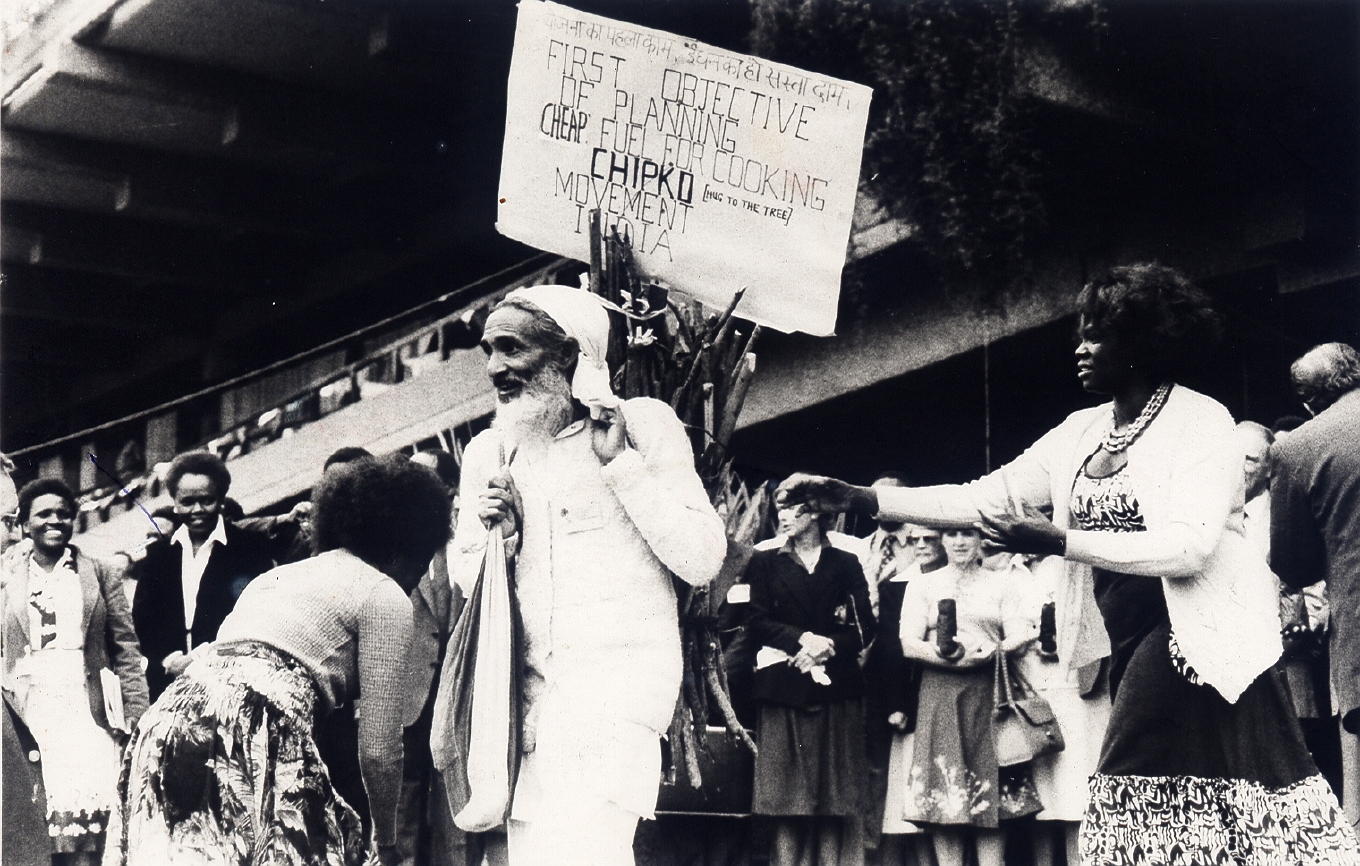 योजना का पहला काम, ईंधन का हो सस्ता दाम।
FIRST OBJECTIVE
OF PLANNING
CHEAP FUEL FOR COOKING
CHIPKO [HUG TO THE TREE]
MOVEMENT
INDIA